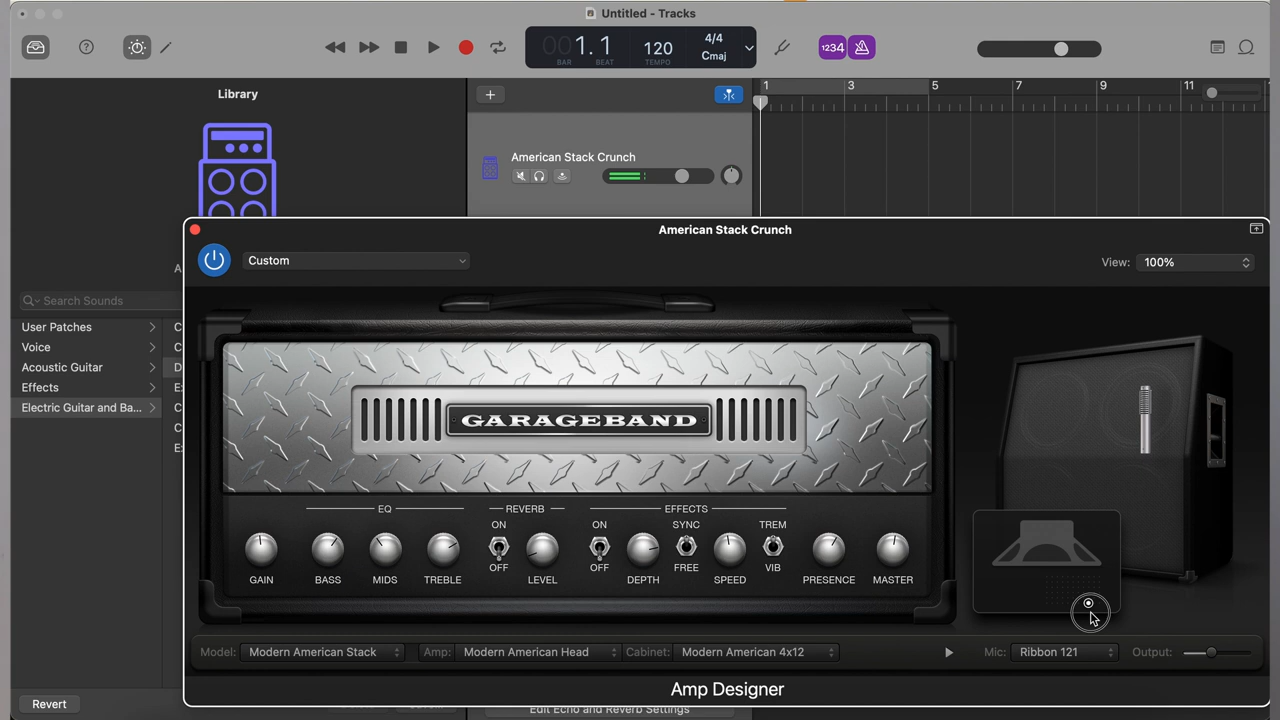 Untitled - Tracks
001.1
BAR
BEAT
120
TEMPO
4/4
Cmaj
1234
Library
1
3
5
7
9
11
American Stack Crunch
A
Search Sounds
User Patches
Voice
Acoustic Guitar
Effects
Electric Guitar and Ba...
C
C
D
E
C
C
E
Revert
American Stack Crunch
Custom
View: 100%
GARAGEBAND
EQ
REVERB
EFFECTS
ON
ON
SYNC
TREM
OFF
OFF
FREE
VIB
GAIN
BASS
MIDS
TREBLE
LEVEL
DEPTH
SPEED
PRESENCE
MASTER
Model: Modern American Stack
Amp: Modern American Head
Cabinet: Modern American 4x12
Mic: Ribbon 121
Output:
Amp Designer
Edit Echo and Reverb Settings